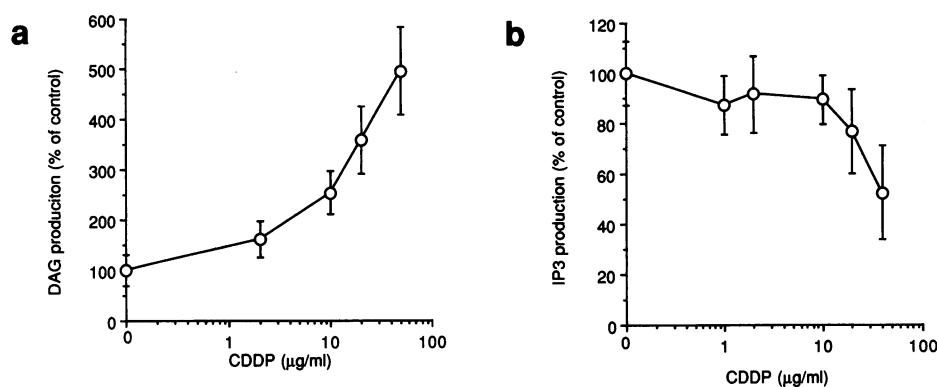 a
DAG produciton (% of control)
600
500
400
300
200
100
0
0 1 10 100
CDDP (μg/ml)
b
IP3 production (% of control)
120
100
80
60
40
20
0
0 1 10 100
CDDP (μg/ml)